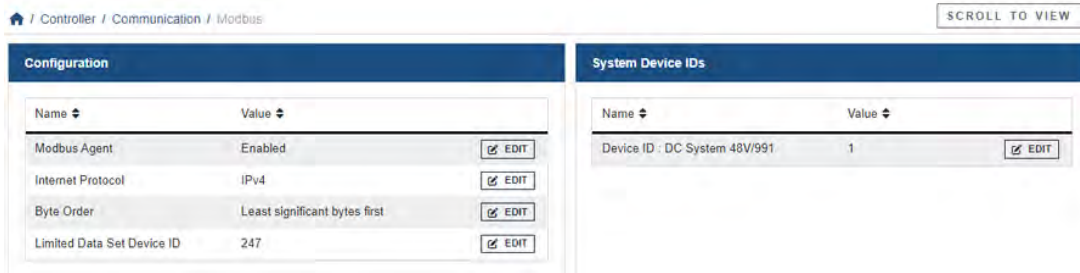 / Controller / Communication / Modbus
SCROLL TO VIEW
Configuration
Name Value
Modbus Agent Enabled EDIT
Internet Protocol IPv4 EDIT
Byte Order Least significant bytes first EDIT
Limited Data Set Device ID 247 EDIT
System Device IDs
Name Value
Device ID : DC System 48V/991 1 EDIT